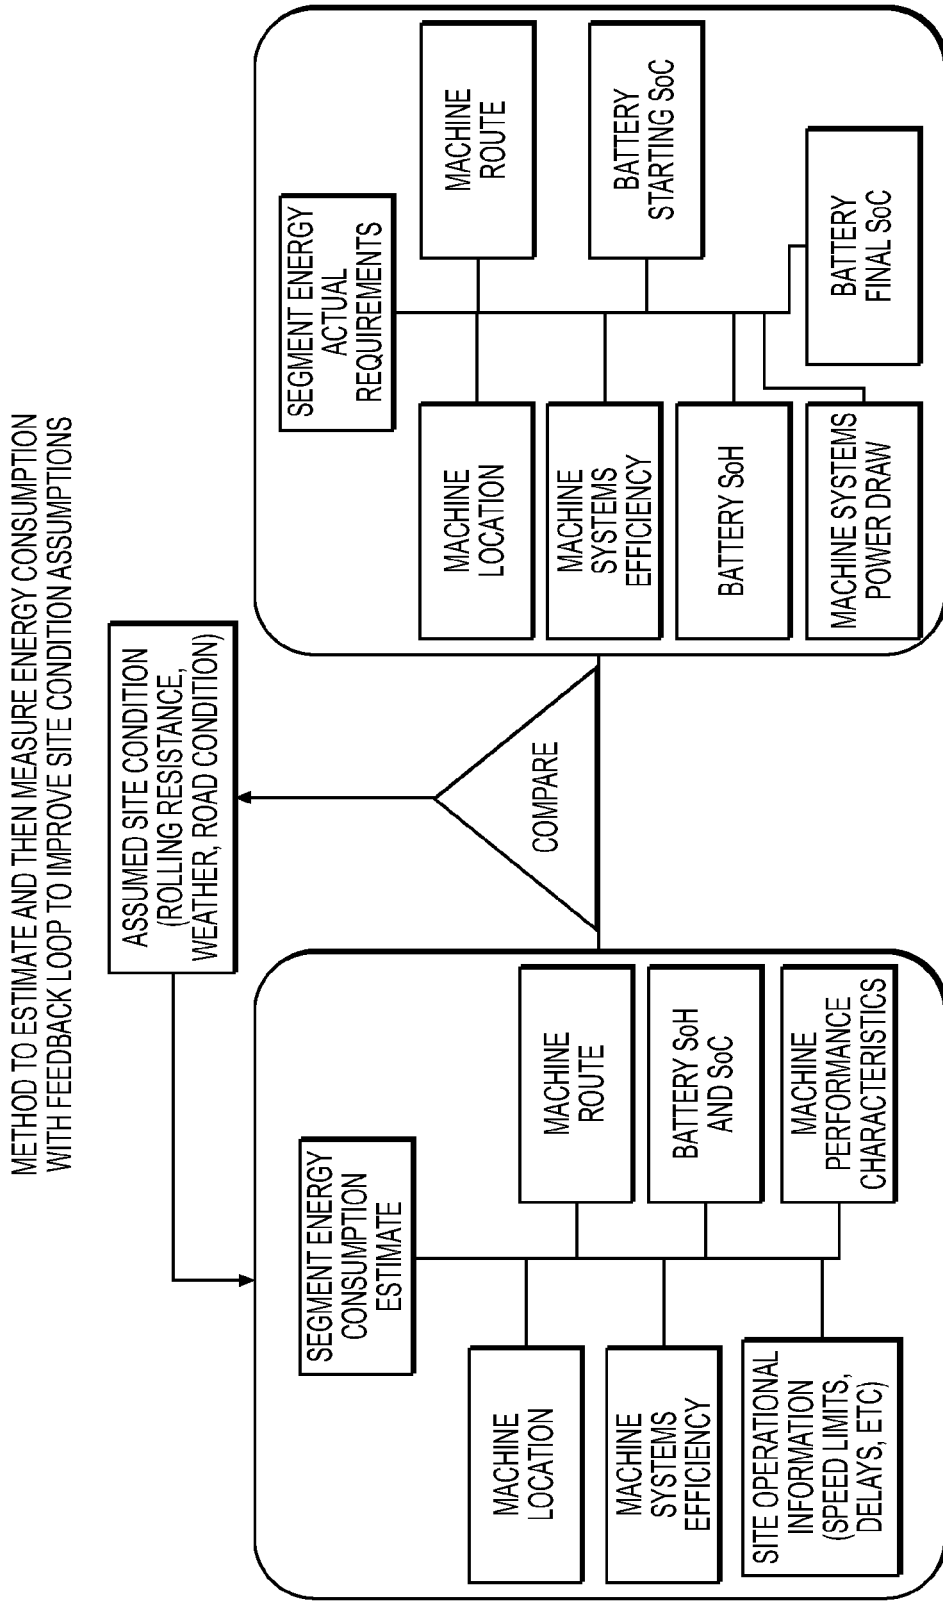 METHOD TO ESTIMATE AND THEN MEASURE ENERGY CONSUMPTION
WITH FEEDBACK LOOP TO IMPROVE SITE CONDITION ASSUMPTIONS
ASSUMED SITE CONDITION
(ROLLING RESISTANCE,
WEATHER, ROAD CONDITION)
SEGMENT ENERGY
CONSUMPTION
ESTIMATE
MACHINE
LOCATION
MACHINE
ROUTE
MACHINE
SYSTEMS
EFFICIENCY
BATTERY SoH
AND SoC
SITE OPERATIONAL
INFORMATION
(SPEED LIMITS,
DELAYS, ETC)
MACHINE
PERFORMANCE
CHARACTERISTICS
COMPARE
SEGMENT ENERGY
ACTUAL
REQUIREMENTS
MACHINE
LOCATION
MACHINE
ROUTE
MACHINE
SYSTEMS
EFFICIENCY
BATTERY
STARTING SoC
BATTERY SoH
MACHINE SYSTEMS
POWER DRAW
BATTERY
FINAL SoC